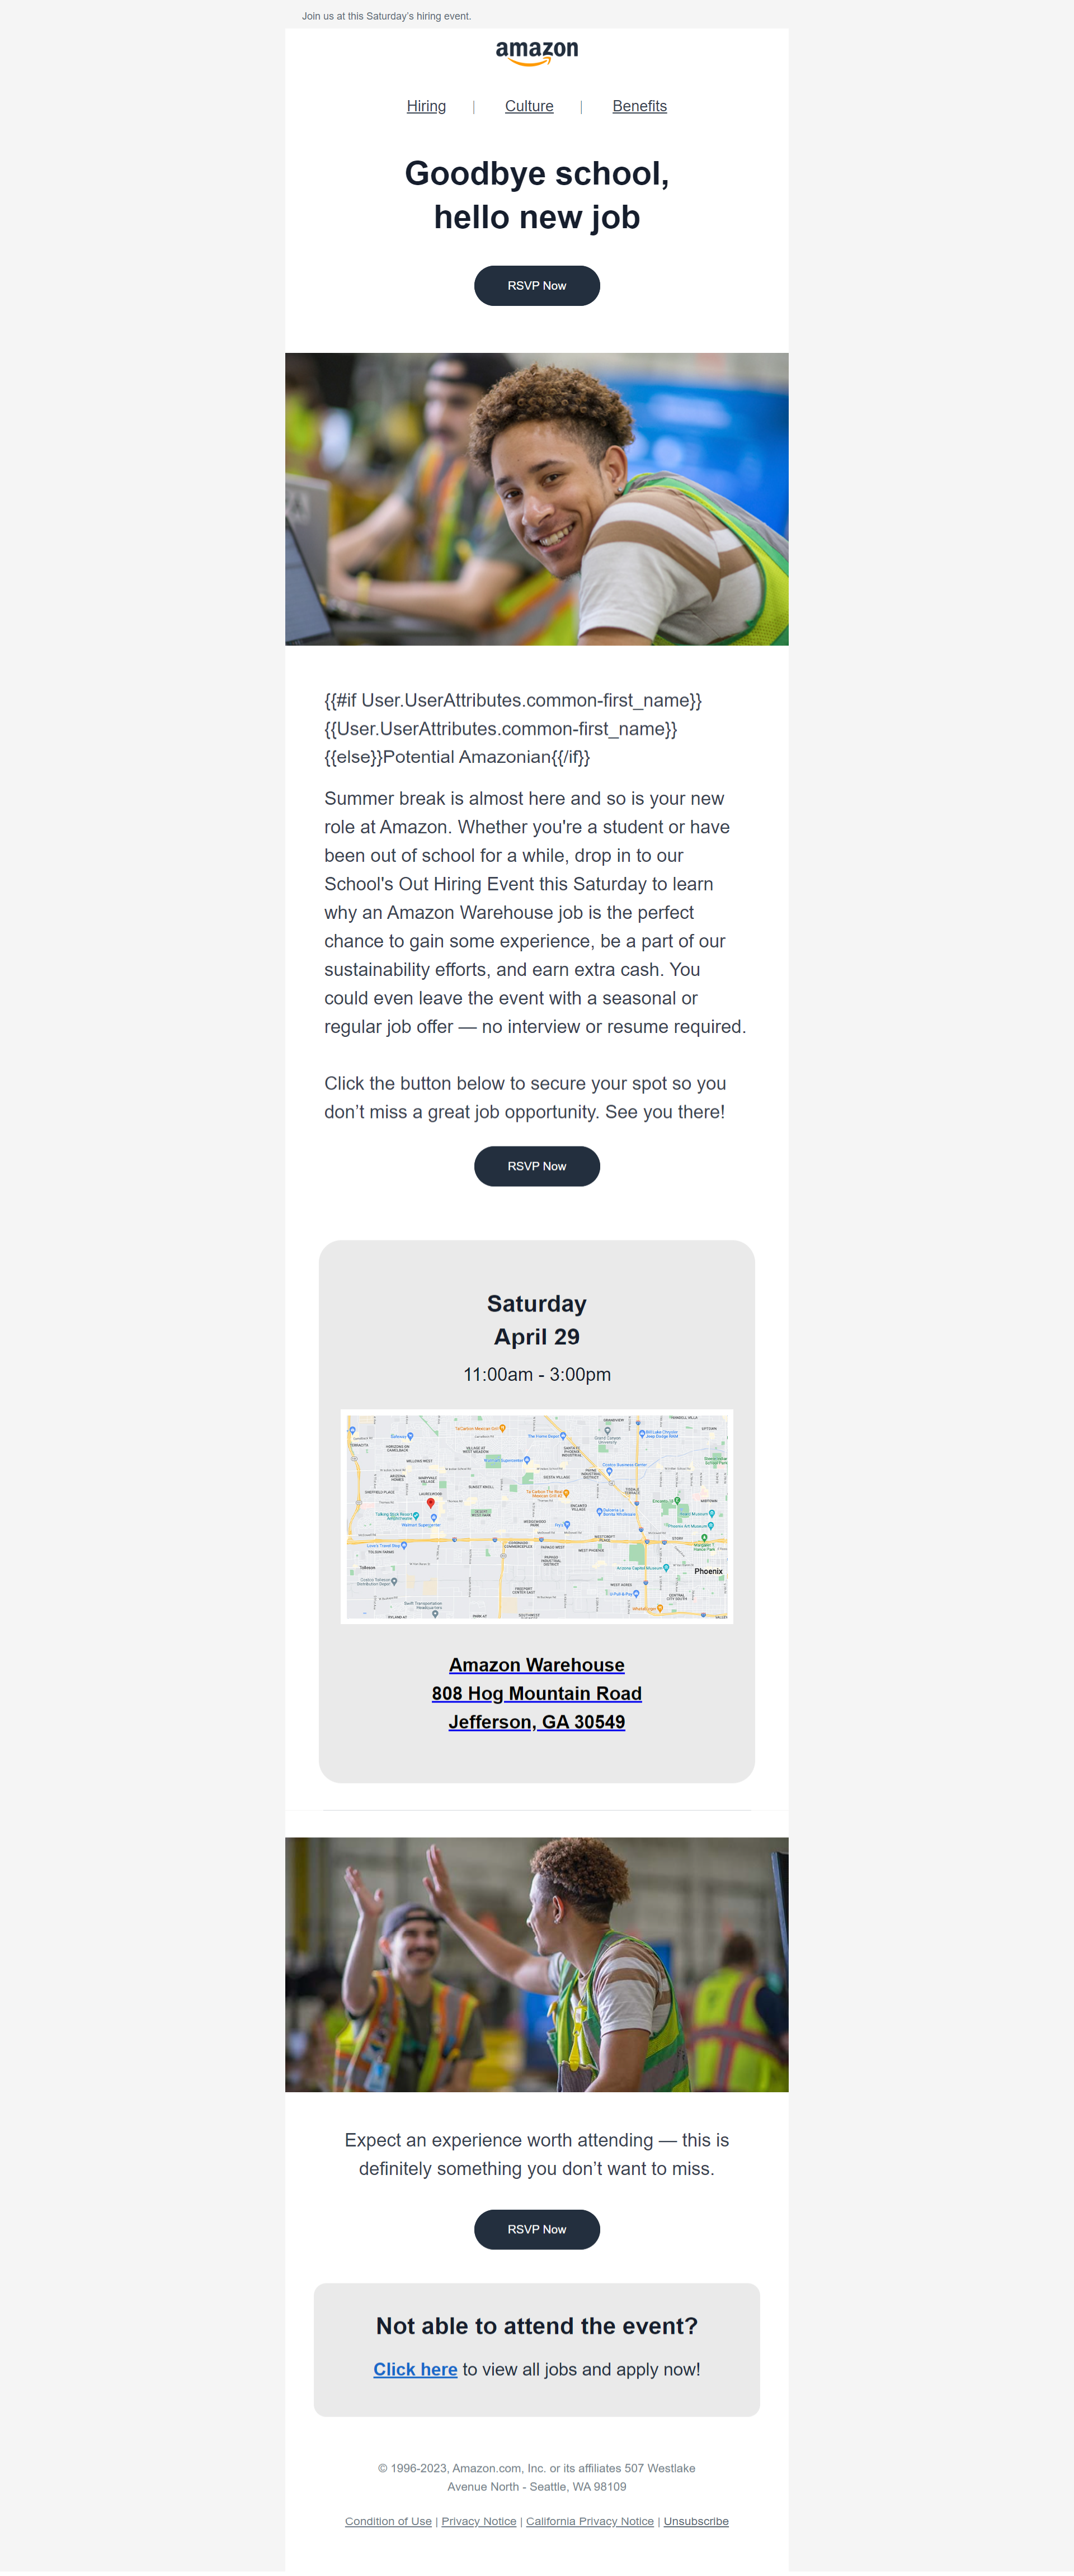 Join us at this Saturday's hiring event.
amazon
Hiring | Culture | Benefits
Goodbye school,
hello new job
RSVP Now
{{#if User.UserAttributes.common-first_name}}
{{User.UserAttributes.common-first_name}}
{{else}}Potential Amazonian{{/if}}
Summer break is almost here and so is your new
role at Amazon. Whether you're a student or have
been out of school for a while, drop in to our
School's Out Hiring Event this Saturday to learn
why an Amazon Warehouse job is the perfect
chance to gain some experience, be a part of our
sustainability efforts, and earn extra cash. You
could even leave the event with a seasonal or
regular job offer — no interview or resume required.
Click the button below to secure your spot so you
don’t miss a great job opportunity. See you there!
RSVP Now
Saturday
April 29
11:00am - 3:00pm
Phoenix
Amazon Warehouse
808 Hog Mountain Road
Jefferson, GA 30549
Expect an experience worth attending — this is
definitely something you don’t want to miss.
RSVP Now
Not able to attend the event?
Click here to view all jobs and apply now!
© 1996-2023, Amazon.com, Inc. or its affiliates 507 Westlake
Avenue North - Seattle, WA 98109
Condition of Use | Privacy Notice | California Privacy Notice | Unsubscribe